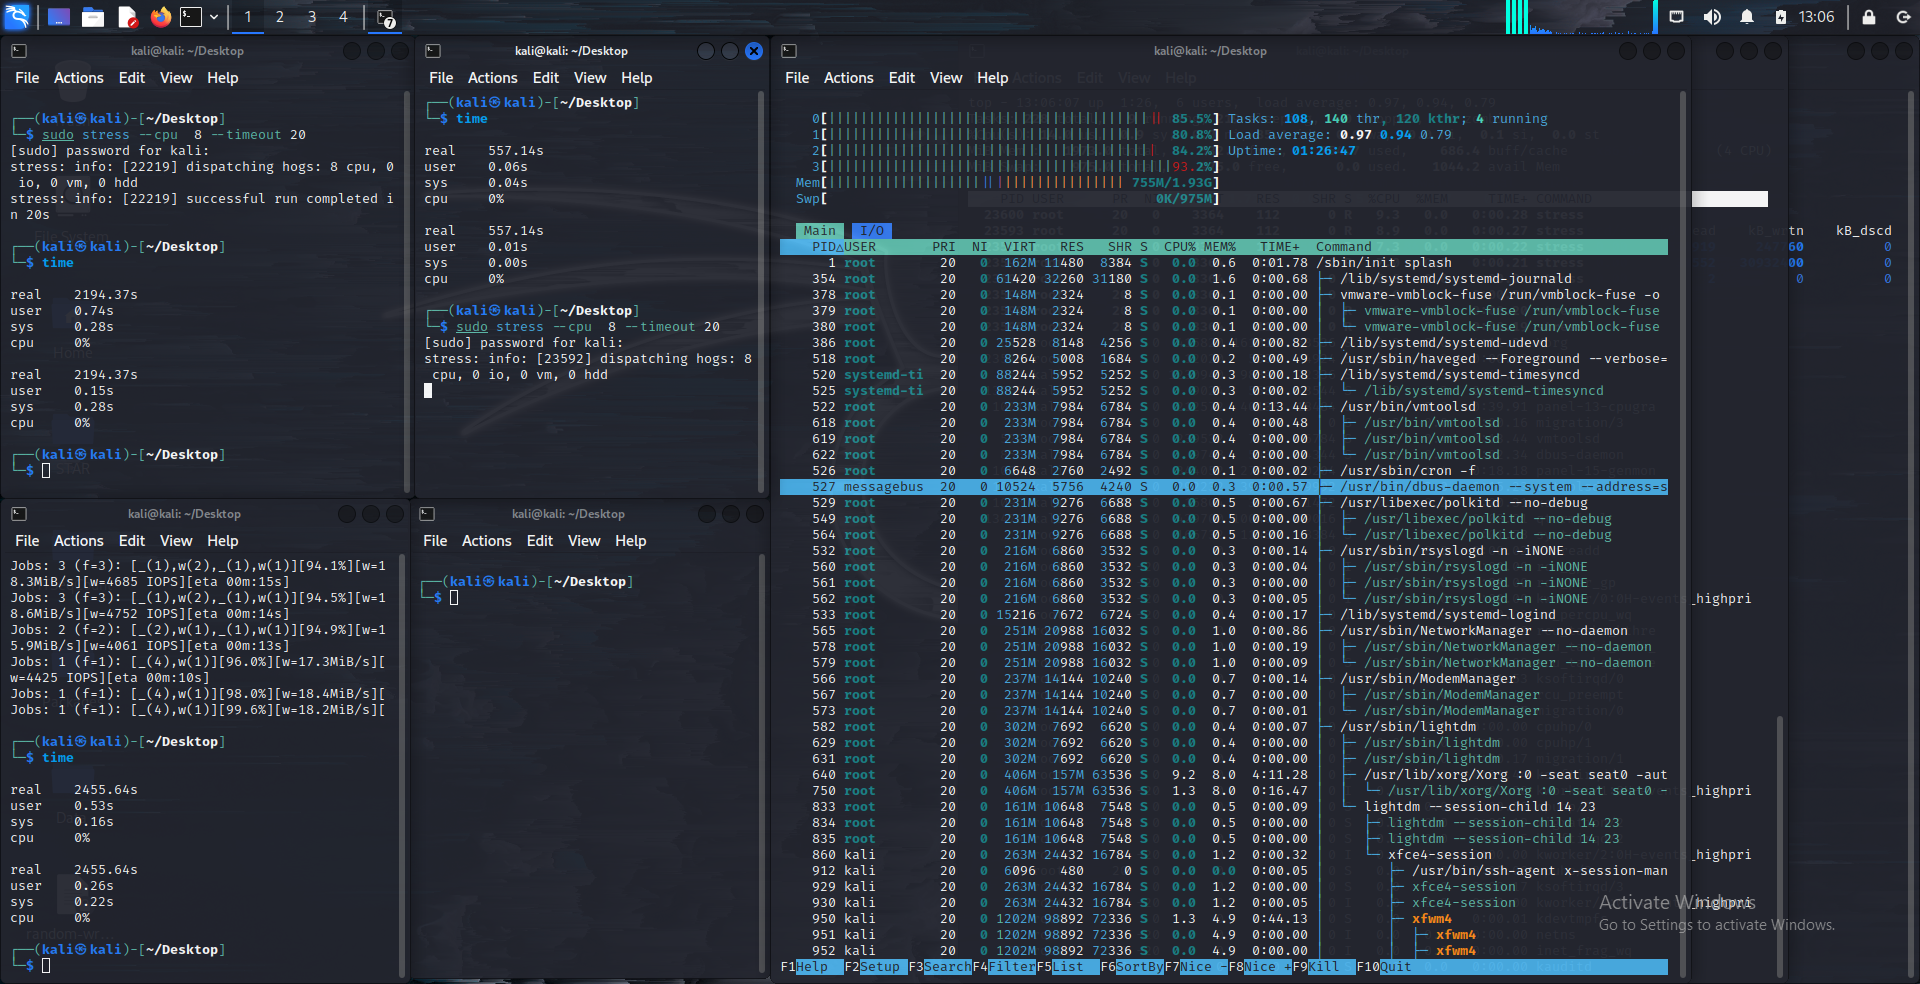 1 2 3 4 7 13:06
kali@kali: ~/Desktop
File Actions Edit View Help
┌──(kali㉿kali)-[~/Desktop]
└─$ sudo stress --cpu  8 --timeout 20
[sudo] password for kali:
stress: info: [22219] dispatching hogs: 8 cpu, 0
 io, 0 vm, 0 hdd
stress: info: [22219] successful run completed i
n 20s
┌──(kali㉿kali)-[~/Desktop]
└─$ time
real    2194.37s
user    0.74s
sys     0.28s
cpu     0%
real    2194.37s
user    0.15s
sys     0.28s
cpu     0%
┌──(kali㉿kali)-[~/Desktop]
└─$
kali@kali: ~/Desktop
File Actions Edit View Help
┌──(kali㉿kali)-[~/Desktop]
└─$ time
real    557.14s
user    0.06s
sys     0.04s
cpu     0%
real    557.14s
user    0.01s
sys     0.00s
cpu     0%
┌──(kali㉿kali)-[~/Desktop]
└─$ sudo stress --cpu  8 --timeout 20
[sudo] password for kali:
stress: info: [23592] dispatching hogs: 8
 cpu, 0 io, 0 vm, 0 hdd
kali@kali: ~/Desktop
File Actions Edit View Help
Jobs: 3 (f=3): [_(1),w(2),_(1),w(1)][94.1%][w=1
8.3MiB/s][w=4685 IOPS][eta 00m:15s]
Jobs: 3 (f=3): [_(1),w(2),_(1),w(1)][94.5%][w=1
8.6MiB/s][w=4752 IOPS][eta 00m:14s]
Jobs: 2 (f=2): [_(2),w(1),_(1),w(1)][94.9%][w=1
5.9MiB/s][w=4061 IOPS][eta 00m:13s]
Jobs: 1 (f=1): [_(4),w(1)][96.0%][w=17.3MiB/s][
w=4425 IOPS][eta 00m:10s]
Jobs: 1 (f=1): [_(4),w(1)][98.0%][w=18.4MiB/s][
Jobs: 1 (f=1): [_(4),w(1)][99.6%][w=18.2MiB/s][
┌──(kali㉿kali)-[~/Desktop]
└─$ time
real    2455.64s
user    0.53s
sys     0.16s
cpu     0%
real    2455.64s
user    0.26s
sys     0.22s
cpu     0%
┌──(kali㉿kali)-[~/Desktop]
└─$
kali@kali: ~/Desktop
File Actions Edit View Help
┌──(kali㉿kali)-[~/Desktop]
└─$
kali@kali: ~/Desktop
File Actions Edit View Help
0[ 85.5%] Tasks: 108, 140 thr, 120 kthr; 4 running
1[ 80.8%] Load average: 0.97 0.94 0.79
2[ 84.2%] Uptime: 01:26:47
3[ 93.2%]
Mem[ 755M/1.93G]
Swp[ 0K/975M]
Main I/O
PID△USER PRI NI VIRT RES SHR S CPU% MEM% TIME+ Command
1 root 20 0 162M 11480 8384 S 0.0 0.6 0:01.78 /sbin/init splash
354 root 20 0 61420 32260 31180 S 0.0 1.6 0:00.68 ├─ /lib/systemd/systemd-journald
378 root 20 0 148M 2324 8 S 0.0 0.1 0:00.00 ├─ vmware-vmblock-fuse /run/vmblock-fuse -o
379 root 20 0 148M 2324 8 S 0.0 0.1 0:00.00 │  ├─ vmware-vmblock-fuse /run/vmblock-fuse
380 root 20 0 148M 2324 8 S 0.0 0.1 0:00.00 │  └─ vmware-vmblock-fuse /run/vmblock-fuse
386 root 20 0 25528 8148 4256 S 0.0 0.4 0:00.82 ├─ /lib/systemd/systemd-udevd
518 root 20 0 8264 5008 1684 S 0.0 0.2 0:00.49 ├─ /usr/sbin/haveged --Foreground --verbose=
520 systemd-ti 20 0 88244 5952 5252 S 0.0 0.3 0:00.18 ├─ /lib/systemd/systemd-timesyncd
525 systemd-ti 20 0 88244 5952 5252 S 0.0 0.3 0:00.02 │  └─ /lib/systemd/systemd-timesyncd
522 root 20 0 233M 7984 6784 S 0.0 0.4 0:13.44 ├─ /usr/bin/vmtoolsd
618 root 20 0 233M 7984 6784 S 0.0 0.4 0:00.48 │  ├─ /usr/bin/vmtoolsd
619 root 20 0 233M 7984 6784 S 0.0 0.4 0:00.00 │  ├─ /usr/bin/vmtoolsd
622 root 20 0 233M 7984 6784 S 0.0 0.4 0:00.00 │  └─ /usr/bin/vmtoolsd
526 root 20 0 6648 2760 2492 S 0.0 0.1 0:00.02 ├─ /usr/sbin/cron -f
527 messagebus 20 0 10524 5756 4240 S 0.0 0.3 0:00.57 ├─ /usr/bin/dbus-daemon --system --address=s
529 root 20 0 231M 9276 6688 S 0.0 0.5 0:00.67 ├─ /usr/libexec/polkitd --no-debug
549 root 20 0 231M 9276 6688 S 0.0 0.5 0:00.00 │  ├─ /usr/libexec/polkitd --no-debug
564 root 20 0 231M 9276 6688 S 0.0 0.5 0:00.16 │  └─ /usr/libexec/polkitd --no-debug
532 root 20 0 216M 6860 3532 S 0.0 0.3 0:00.14 ├─ /usr/sbin/rsyslogd -n -iNONE
560 root 20 0 216M 6860 3532 S 0.0 0.3 0:00.04 │  ├─ /usr/sbin/rsyslogd -n -iNONE
561 root 20 0 216M 6860 3532 S 0.0 0.3 0:00.00 │  ├─ /usr/sbin/rsyslogd -n -iNONE
562 root 20 0 216M 6860 3532 S 0.0 0.3 0:00.05 │  └─ /usr/sbin/rsyslogd -n -iNONE
533 root 20 0 15216 7672 6724 S 0.0 0.4 0:00.17 ├─ /lib/systemd/systemd-logind
565 root 20 0 251M 20988 16032 S 0.0 1.0 0:00.86 ├─ /usr/sbin/NetworkManager --no-daemon
578 root 20 0 251M 20988 16032 S 0.0 1.0 0:00.19 │  ├─ /usr/sbin/NetworkManager --no-daemon
579 root 20 0 251M 20988 16032 S 0.0 1.0 0:00.09 │  └─ /usr/sbin/NetworkManager --no-daemon
566 root 20 0 237M 14144 10240 S 0.0 0.7 0:00.14 ├─ /usr/sbin/ModemManager
567 root 20 0 237M 14144 10240 S 0.0 0.7 0:00.00 │  ├─ /usr/sbin/ModemManager
573 root 20 0 237M 14144 10240 S 0.0 0.7 0:00.01 │  └─ /usr/sbin/ModemManager
582 root 20 0 302M 7692 6620 S 0.0 0.4 0:00.07 ├─ /usr/sbin/lightdm
629 root 20 0 302M 7692 6620 S 0.0 0.4 0:00.00 │  ├─ /usr/sbin/lightdm
631 root 20 0 302M 7692 6620 S 0.0 0.4 0:00.00 │  ├─ /usr/sbin/lightdm
640 root 20 0 406M 157M 63536 S 9.2 8.0 4:11.28 │  ├─ /usr/lib/xorg/Xorg :0 -seat seat0 -aut
750 root 20 0 406M 157M 63536 S 1.3 8.0 0:16.47 │  │  └─ /usr/lib/xorg/Xorg :0 -seat seat0 -
833 root 20 0 161M 10648 7548 S 0.0 0.5 0:00.09 │  └─ lightdm --session-child 14 23
834 root 20 0 161M 10648 7548 S 0.0 0.5 0:00.00 │     ├─ lightdm --session-child 14 23
835 root 20 0 161M 10648 7548 S 0.0 0.5 0:00.00 │     ├─ lightdm --session-child 14 23
860 kali 20 0 263M 24432 16784 S 0.0 1.2 0:00.32 │     └─ xfce4-session
912 kali 20 0 6096 480 0 S 0.0 0.0 0:00.05 │        ├─ /usr/bin/ssh-agent x-session-man
929 kali 20 0 263M 24432 16784 S 0.0 1.2 0:00.00 │        ├─ xfce4-session
930 kali 20 0 263M 24432 16784 S 0.0 1.2 0:00.05 │        ├─ xfce4-session
950 kali 20 0 1202M 98892 72336 S 1.3 4.9 0:44.13 │        ├─ xfwm4
951 kali 20 0 1202M 98892 72336 S 0.0 4.9 0:00.00 │        │  ├─ xfwm4
952 kali 20 0 1202M 98892 72336 S 0.0 4.9 0:00.00 │        │  ├─ xfwm4
F1Help F2Setup F3SearchF4FilterF5List F6SortByF7Nice -F8Nice +F9Kill F10Quit
_highpri
_highpri
_highpri
kB_dscd
60 0
00 0
0 0
Activate Windows
Go to Settings to activate Windows.